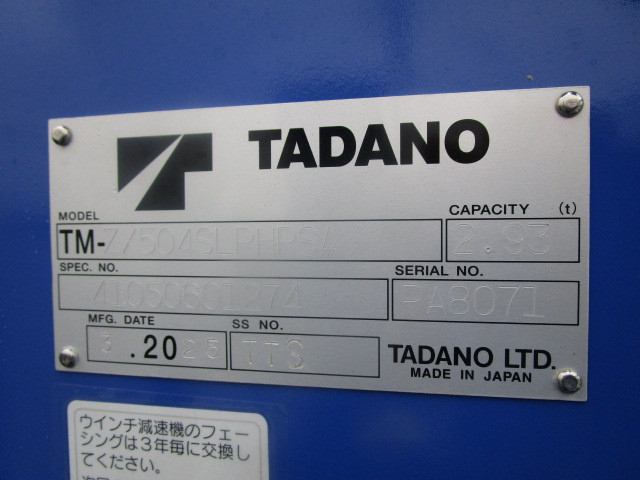 TADANO
MODEL
CAPACITY (t)
TM-Z/504SLPHRSA
2.93
SPEC. NO.
SERIAL NO.
41050601274
PA8071
MFG. DATE
SS NO.
3 .2025
TTS
TADANO LTD.
MADE IN JAPAN
ウインチ減速機のフェー
シングは3年毎に交換し
てください。